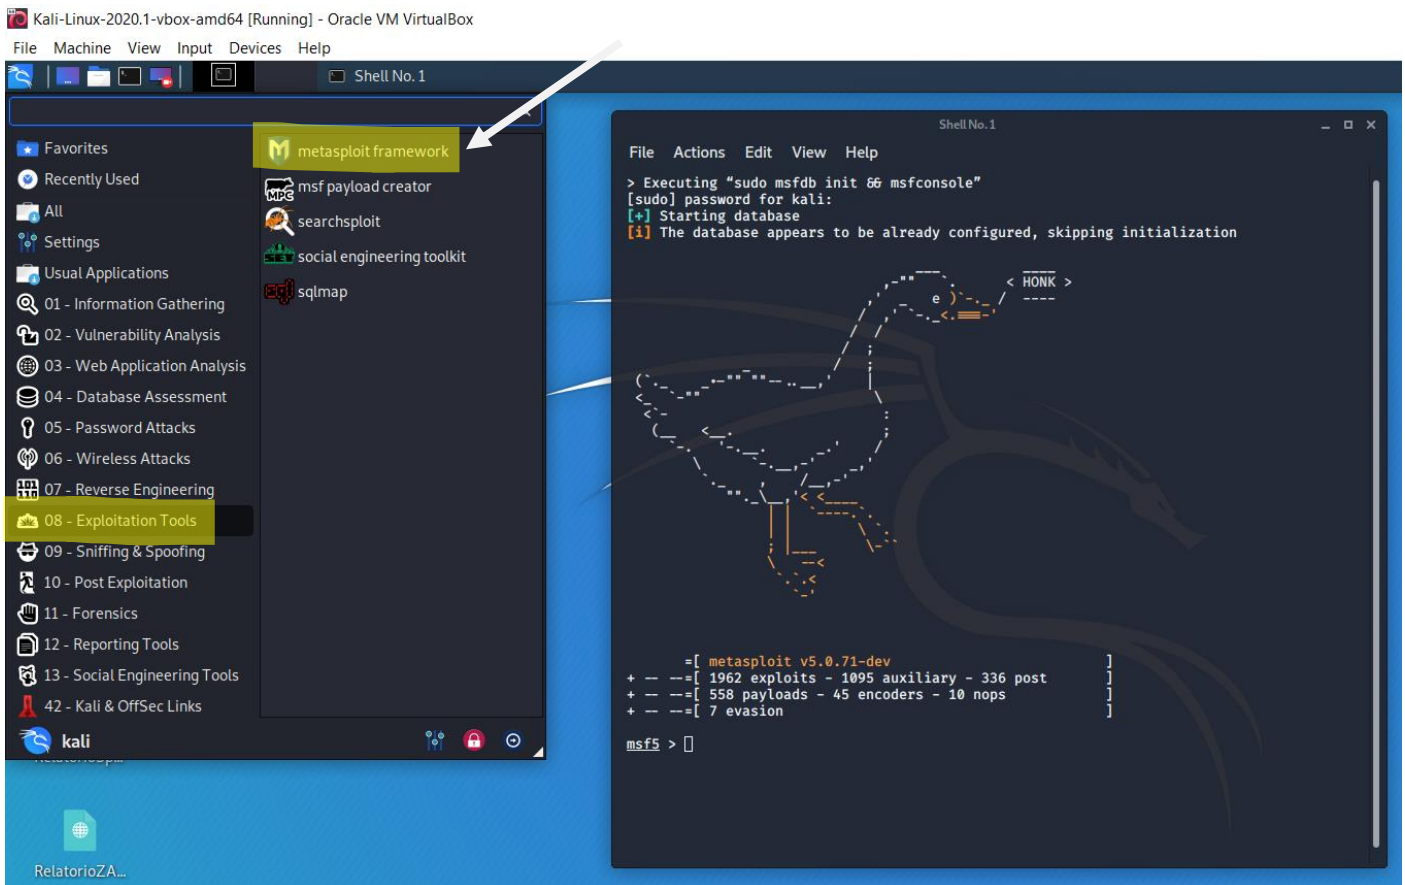 Kali-Linux-2020.1-vbox-amd64 [Running] - Oracle VM VirtualBox
File Machine View Input Devices Help
Shell No. 1
Favorites
Recently Used
All
Settings
Usual Applications
01 - Information Gathering
02 - Vulnerability Analysis
03 - Web Application Analysis
04 - Database Assessment
05 - Password Attacks
06 - Wireless Attacks
07 - Reverse Engineering
08 - Exploitation Tools
09 - Sniffing & Spoofing
10 - Post Exploitation
11 - Forensics
12 - Reporting Tools
13 - Social Engineering Tools
42 - Kali & OffSec Links
kali
metasploit framework
msf payload creator
searchsploit
social engineering toolkit
sqlmap
RelatorioZA...
Shell No. 1
File Actions Edit View Help
> Executing “sudo msfdb init && msfconsole”
[sudo] password for kali:
[+] Starting database
[i] The database appears to be already configured, skipping initialization
< HONK >
=[ metasploit v5.0.71-dev ]
+ -- --=[ 1962 exploits - 1095 auxiliary - 336 post ]
+ -- --=[ 558 payloads - 45 encoders - 10 nops ]
+ -- --=[ 7 evasion ]
msf5 >